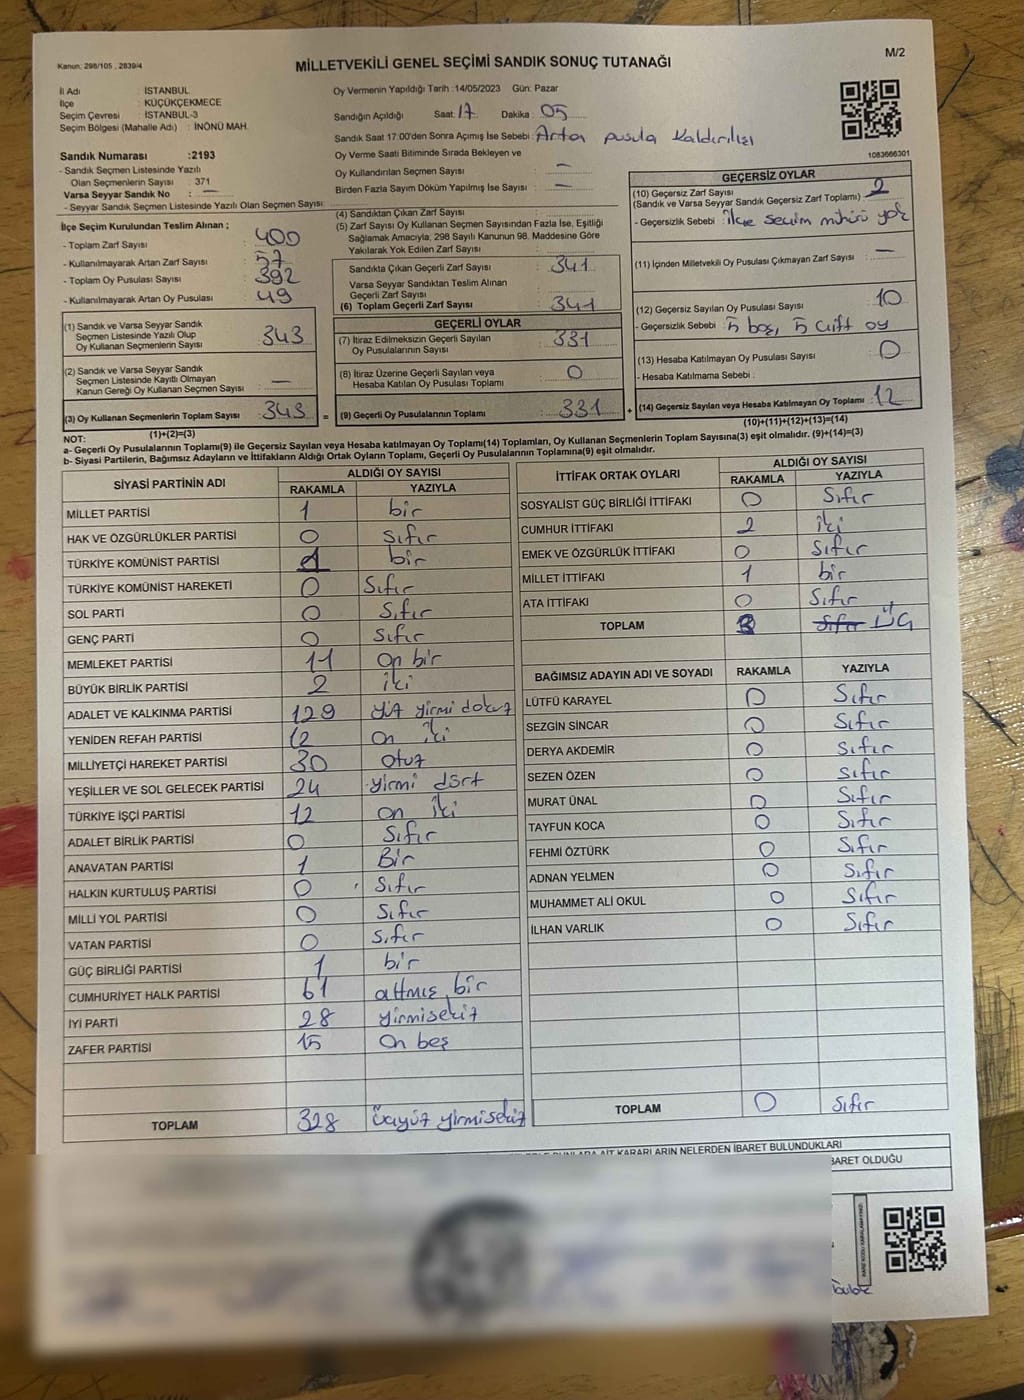 Kanun: 298/105 , 2839/4
MİLLETVEKİLİ GENEL SEÇİMİ SANDIK SONUÇ TUTANAĞI
M/2
İl Adı : İSTANBUL
İlçe : KÜÇÜKÇEKMECE
Seçim Çevresi : İSTANBUL-3
Seçim Bölgesi (Mahalle Adı) : İNÖNÜ MAH.
Sandık Numarası :2193
- Sandık Seçmen Listesinde Yazılı
Olan Seçmenlerin Sayısı : 371
Varsa Seyyar Sandık No : —
- Seyyar Sandık Seçmen Listesinde Yazılı Olan Seçmen Sayısı:
Oy Vermenin Yapıldığı Tarih :14/05/2023 Gün: Pazar
Sandığın Açıldığı Saat: 17 Dakika : 05
Sandık Saat 17:00'den Sonra Açımış İse Sebebi : Artan pusula kaldırılışı
Oy Verme Saati Bitiminde Sırada Bekleyen ve
Oy Kullandırılan Seçmen Sayısı : —
Birden Fazla Sayım Döküm Yapılmış İse Sayısı : —
1083666301
İlçe Seçim Kurulundan Teslim Alınan ;
- Toplam Zarf Sayısı : 400
- Kullanılmayarak Artan Zarf Sayısı : 57
- Toplam Oy Pusulası Sayısı : 392
- Kullanılmayarak Artan Oy Pusulası : 49
(1) Sandık ve Varsa Seyyar Sandık
Seçmen Listesinde Yazılı Olup
Oy Kullanan Seçmenlerin Sayısı : 343
(2) Sandık ve Varsa Seyyar Sandık
Seçmen Listesinde Kayıtlı Olmayan
Kanun Gereği Oy Kullanan Seçmen Sayısı : —
(3) Oy Kullanan Seçmenlerin Toplam Sayısı : 343
(1)+(2)=(3)
(4) Sandıktan Çıkan Zarf Sayısı :
(5) Zarf Sayısı Oy Kullanan Seçmen Sayısından Fazla İse, Eşitliği
Sağlamak Amacıyla, 298 Sayılı Kanunun 98. Maddesine Göre
Yakılarak Yok Edilen Zarf Sayısı :
Sandıkta Çıkan Geçerli Zarf Sayısı : 341
Varsa Seyyar Sandıktan Teslim Alınan
Geçerli Zarf Sayısı :
(6) Toplam Geçerli Zarf Sayısı : 341
GEÇERLİ OYLAR
(7) İtiraz Edilmeksizin Geçerli Sayılan
Oy Pusulalarının Sayısı : 331
(8) İtiraz Üzerine Geçerli Sayılan veya
Hesaba Katılan Oy Pusulası Toplamı : 0
= (9) Geçerli Oy Pusulalarının Toplamı : 331 +
GEÇERSİZ OYLAR
(10) Geçersiz Zarf Sayısı
(Sandık ve Varsa Seyyar Sandık Geçersiz Zarf Toplamı) : 2
- Geçersizlik Sebebi : İlçe seçim mührü yok
(11) İçinden Milletvekili Oy Pusulası Çıkmayan Zarf Sayısı : —
(12) Geçersiz Sayılan Oy Pusulası Sayısı : 10
- Geçersizlik Sebebi : 5 boş, 5 çift oy
(13) Hesaba Katılmayan Oy Pusulası Sayısı : 0
- Hesaba Katılmama Sebebi :
(14) Geçersiz Sayılan veya Hesaba Katılmayan Oy Toplamı : 12
(10)+(11)+(12)+(13)=(14)
NOT:
a- Geçerli Oy Pusulalarının Toplamı(9) ile Geçersiz Sayılan veya Hesaba katılmayan Oy Toplamı(14) Toplamları, Oy Kullanan Seçmenlerin Toplam Sayısına(3) eşit olmalıdır. (9)+(14)=(3)
b- Siyasi Partilerin, Bağımsız Adayların ve İttifakların Aldığı Ortak Oyların Toplamı, Geçerli Oy Pusulalarının Toplamına(9) eşit olmalıdır.
SİYASİ PARTİNİN ADI ALDIĞI OY SAYISI
RAKAMLA YAZIYLA
MİLLET PARTİSİ 1 bir
HAK VE ÖZGÜRLÜKLER PARTİSİ 0 sıfır
TÜRKİYE KOMÜNİST PARTİSİ 1 bir
TÜRKİYE KOMÜNİST HAREKETİ 0 Sıfır
SOL PARTİ 0 Sıfır
GENÇ PARTİ 0 sıfır
MEMLEKET PARTİSİ 11 On bir
BÜYÜK BİRLİK PARTİSİ 2 iki
ADALET VE KALKINMA PARTİSİ 129 yüz yirmi dokuz
YENİDEN REFAH PARTİSİ 12 On iki
MİLLİYETÇİ HAREKET PARTİSİ 30 otuz
YEŞİLLER VE SOL GELECEK PARTİSİ 24 yirmi dört
TÜRKİYE İŞÇİ PARTİSİ 12 on iki
ADALET BİRLİK PARTİSİ 0 Sıfır
ANAVATAN PARTİSİ 1 Bir
HALKIN KURTULUŞ PARTİSİ 0 Sıfır
MİLLİ YOL PARTİSİ 0 Sıfır
VATAN PARTİSİ 0 Sıfır
GÜÇ BİRLİĞİ PARTİSİ 1 bir
CUMHURİYET HALK PARTİSİ 61 altmış bir
İYİ PARTİ 28 yirmisekiz
ZAFER PARTİSİ 15 On beş
TOPLAM 328 üçyüz yirmisekiz
İTTİFAK ORTAK OYLARI ALDIĞI OY SAYISI
RAKAMLA YAZIYLA
SOSYALİST GÜÇ BİRLİĞİ İTTİFAKI 0 Sıfır
CUMHUR İTTİFAKI 2 iki
EMEK VE ÖZGÜRLÜK İTTİFAKI 0 Sıfır
MİLLET İTTİFAKI 1 bir
ATA İTTİFAKI 0 Sıfır
TOPLAM 3 Sıfır ÜÇ
BAĞIMSIZ ADAYIN ADI VE SOYADI RAKAMLA YAZIYLA
LÜTFÜ KARAYEL 0 Sıfır
SEZGİN SİNCAR 0 Sıfır
DERYA AKDEMİR 0 Sıfır
SEZEN ÖZEN 0 Sıfır
MURAT ÜNAL 0 Sıfır
TAYFUN KOCA 0 Sıfır
FEHMİ ÖZTÜRK 0 Sıfır
ADNAN YELMEN 0 Sıfır
MUHAMMET ALİ OKUL 0 Sıfır
İLHAN VARLIK 0 Sıfır
TOPLAM 0 Sıfır
KARARLARIN NELERDEN İBARET BULUNDUKLARI
BARET OLDUĞU